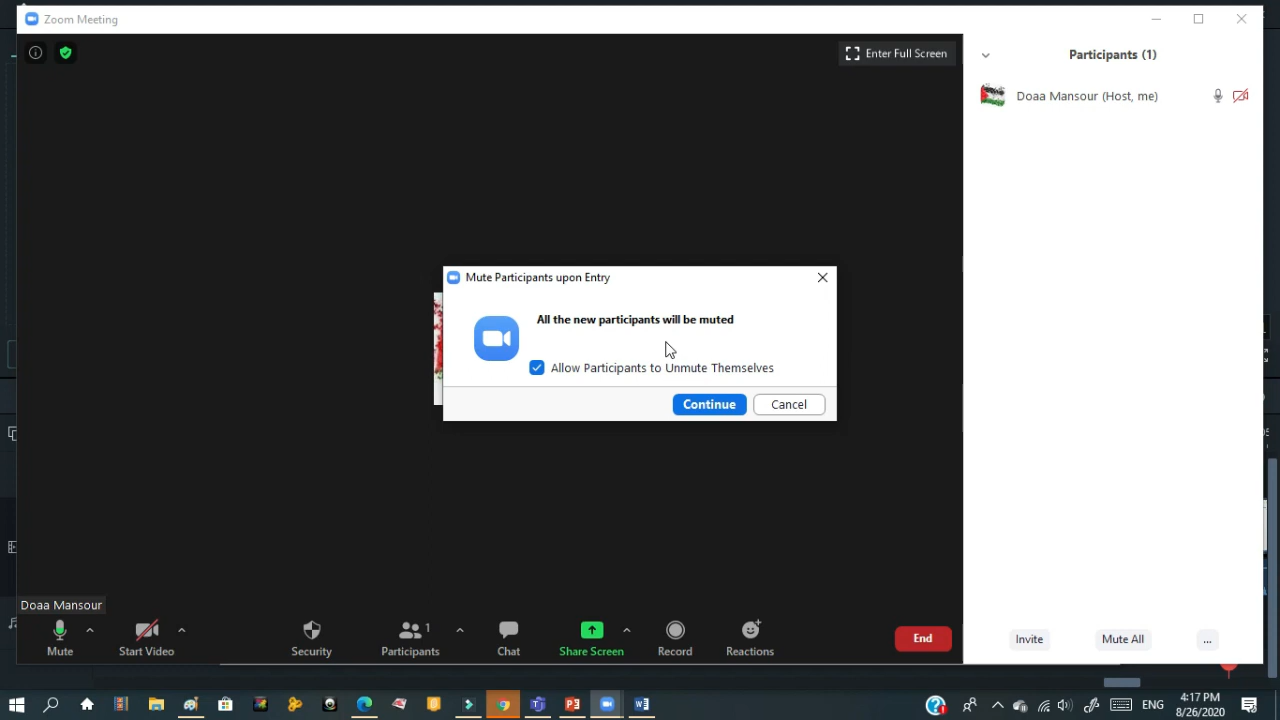 Zoom Meeting
Enter Full Screen
Participants (1)
Doaa Mansour (Host, me)
Mute Participants upon Entry
All the new participants will be muted
Allow Participants to Unmute Themselves
Continue
Cancel
Doaa Mansour
Mute
Start Video
Security
Participants
1
Chat
Share Screen
Record
Reactions
End
Invite
Mute All
...
ENG
4:17 PM
8/26/2020